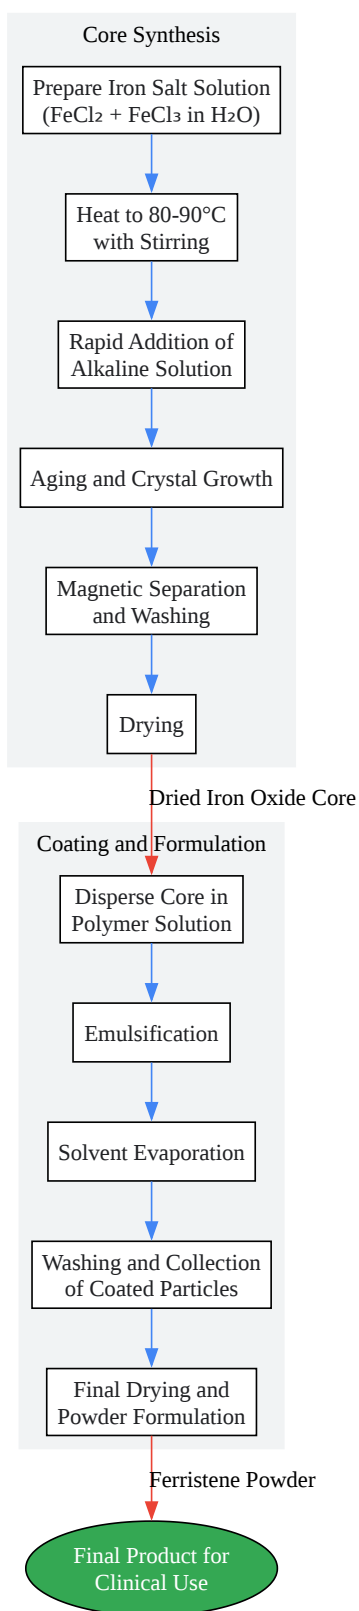 Core Synthesis
Prepare Iron Salt Solution
(FeCl₂ + FeCl₃ in H₂O)
Heat to 80-90°C
with Stirring
Rapid Addition of
Alkaline Solution
Aging and Crystal Growth
Magnetic Separation
and Washing
Drying
Dried Iron Oxide Core
Coating and Formulation
Disperse Core in
Polymer Solution
Emulsification
Solvent Evaporation
Washing and Collection
of Coated Particles
Final Drying and
Powder Formulation
Ferristene Powder
Final Product for
Clinical Use